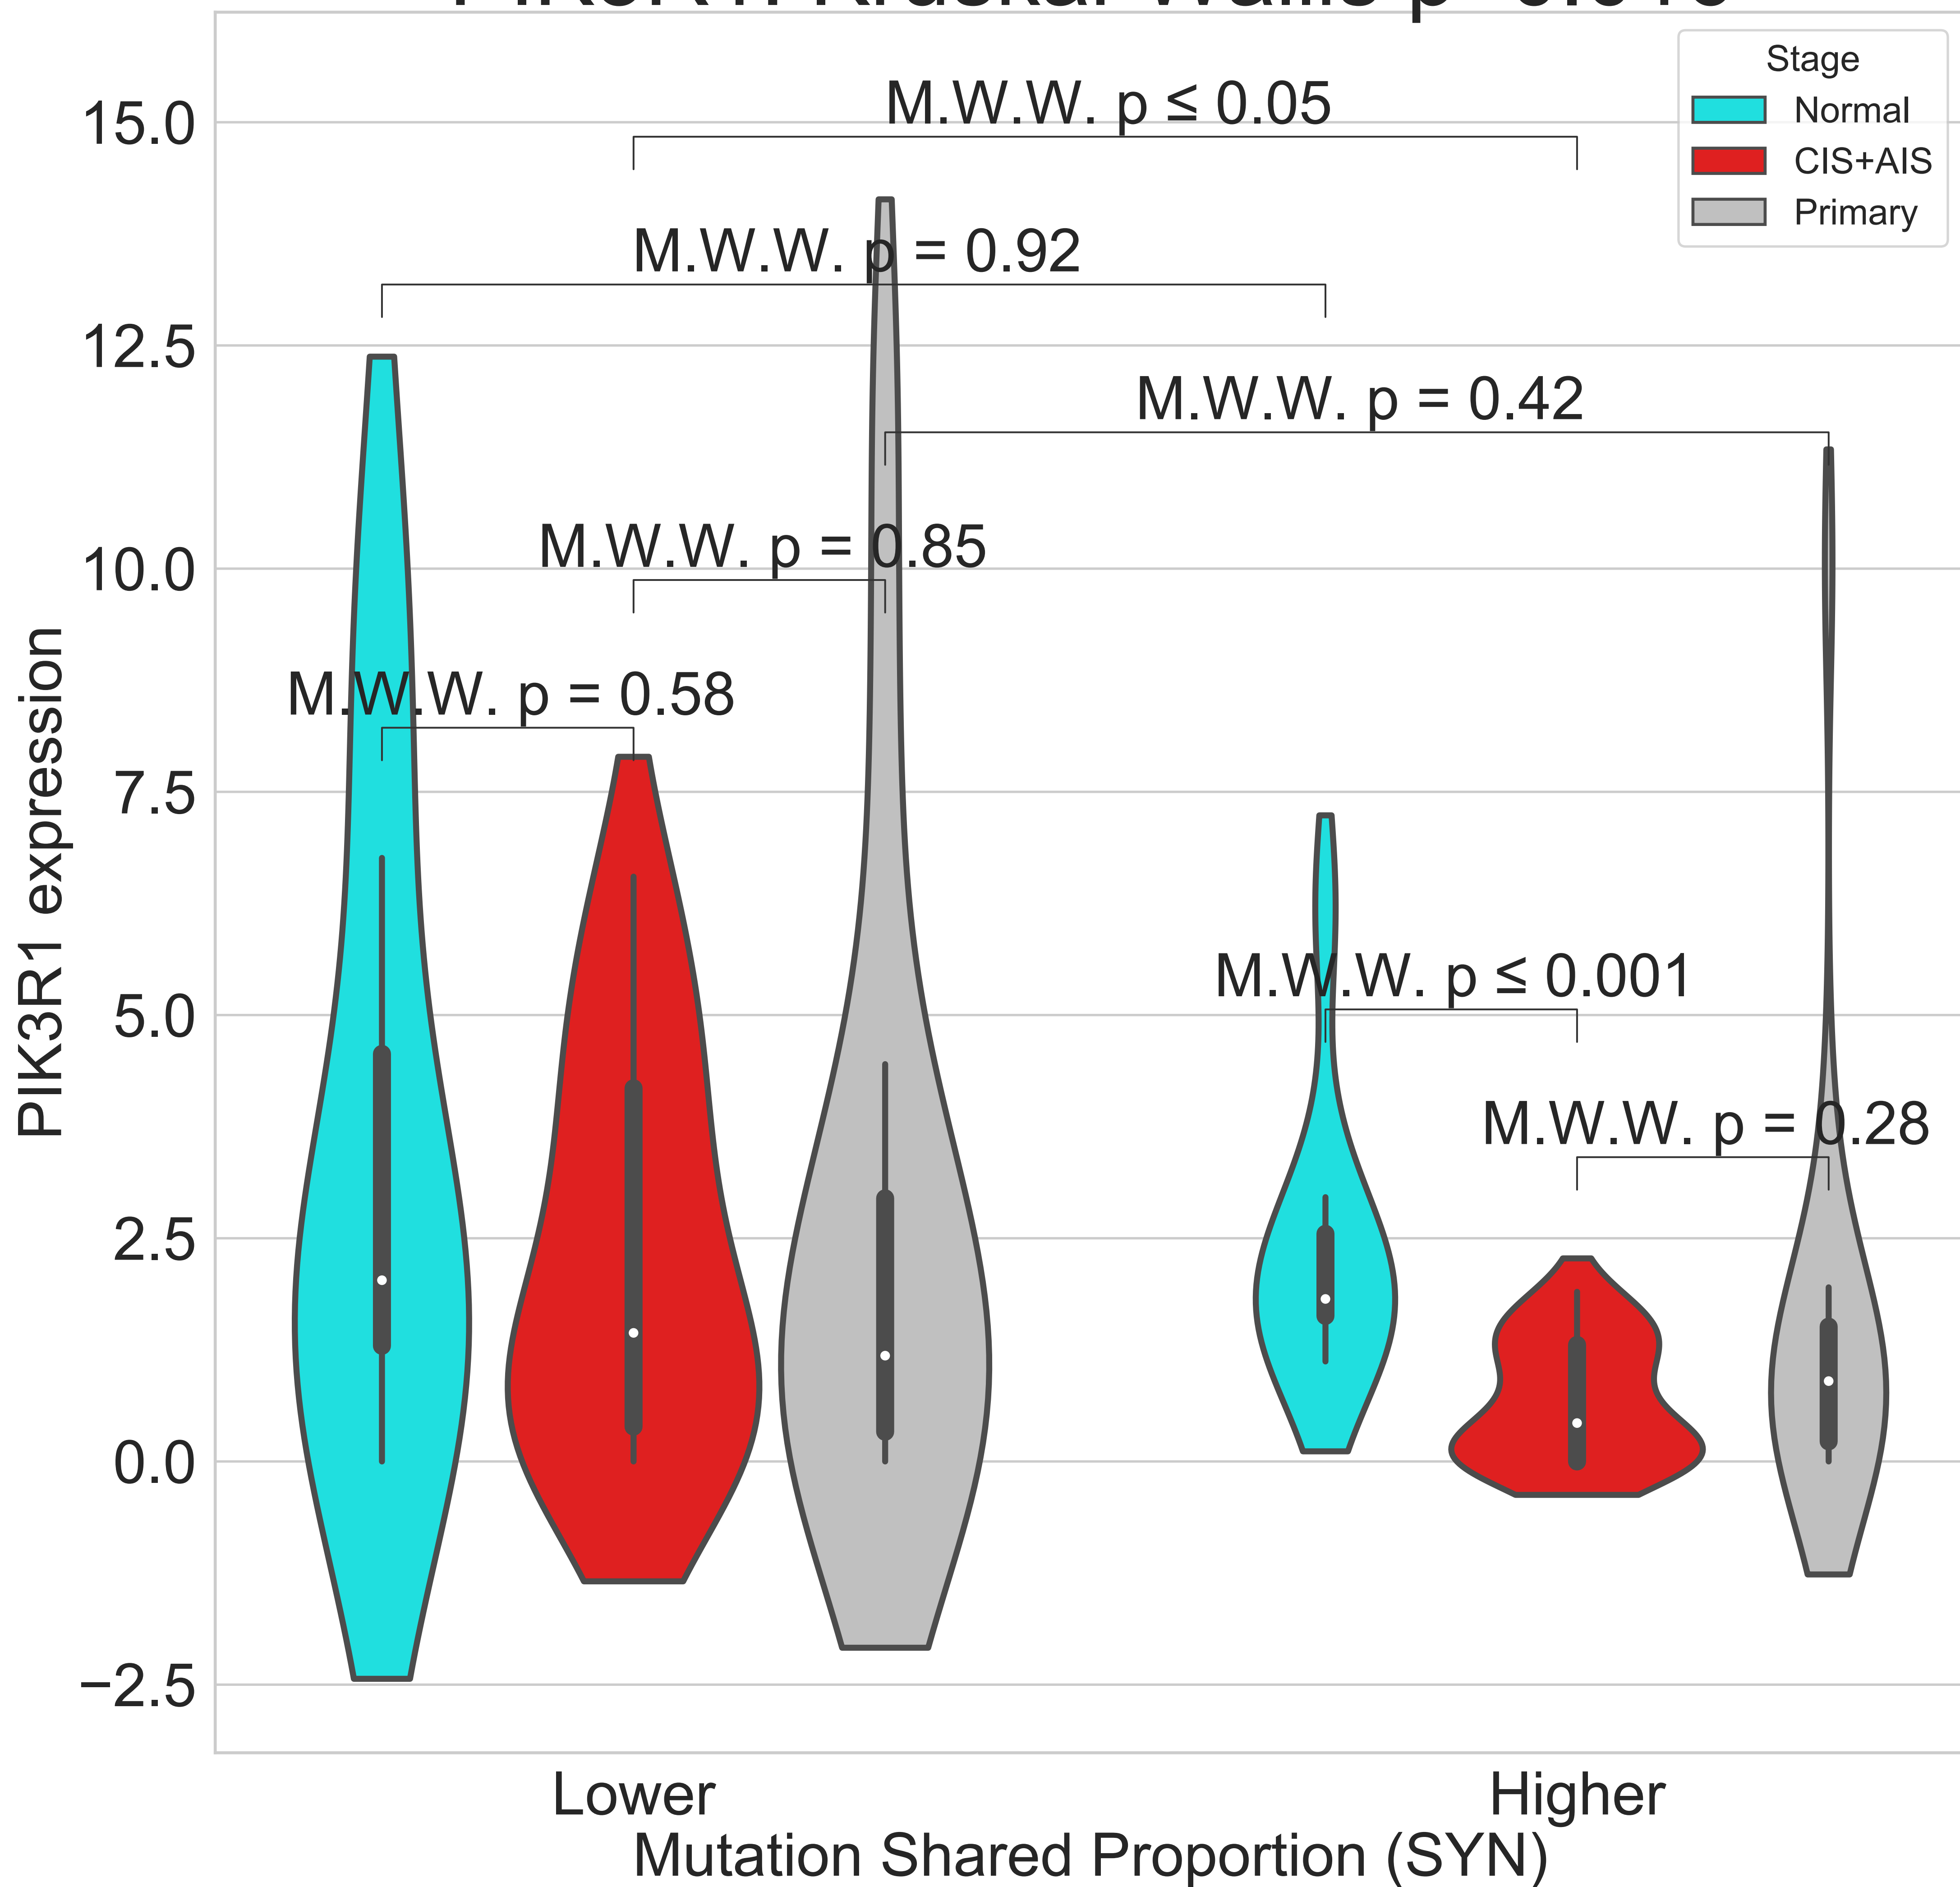 15.0
12.5
10.0
7.5
5.0
2.5
0.0
−2.5
PIK3R1 expression
M.W.W. p ≤ 0.05
M.W.W. p = 0.92
M.W.W. p = 0.42
M.W.W. p = 0.85
M.W.W. p = 0.58
M.W.W. p ≤ 0.001
M.W.W. p = 0.28
Stage
Normal
CIS+AIS
Primary
Lower
Higher
Mutation Shared Proportion (SYN)